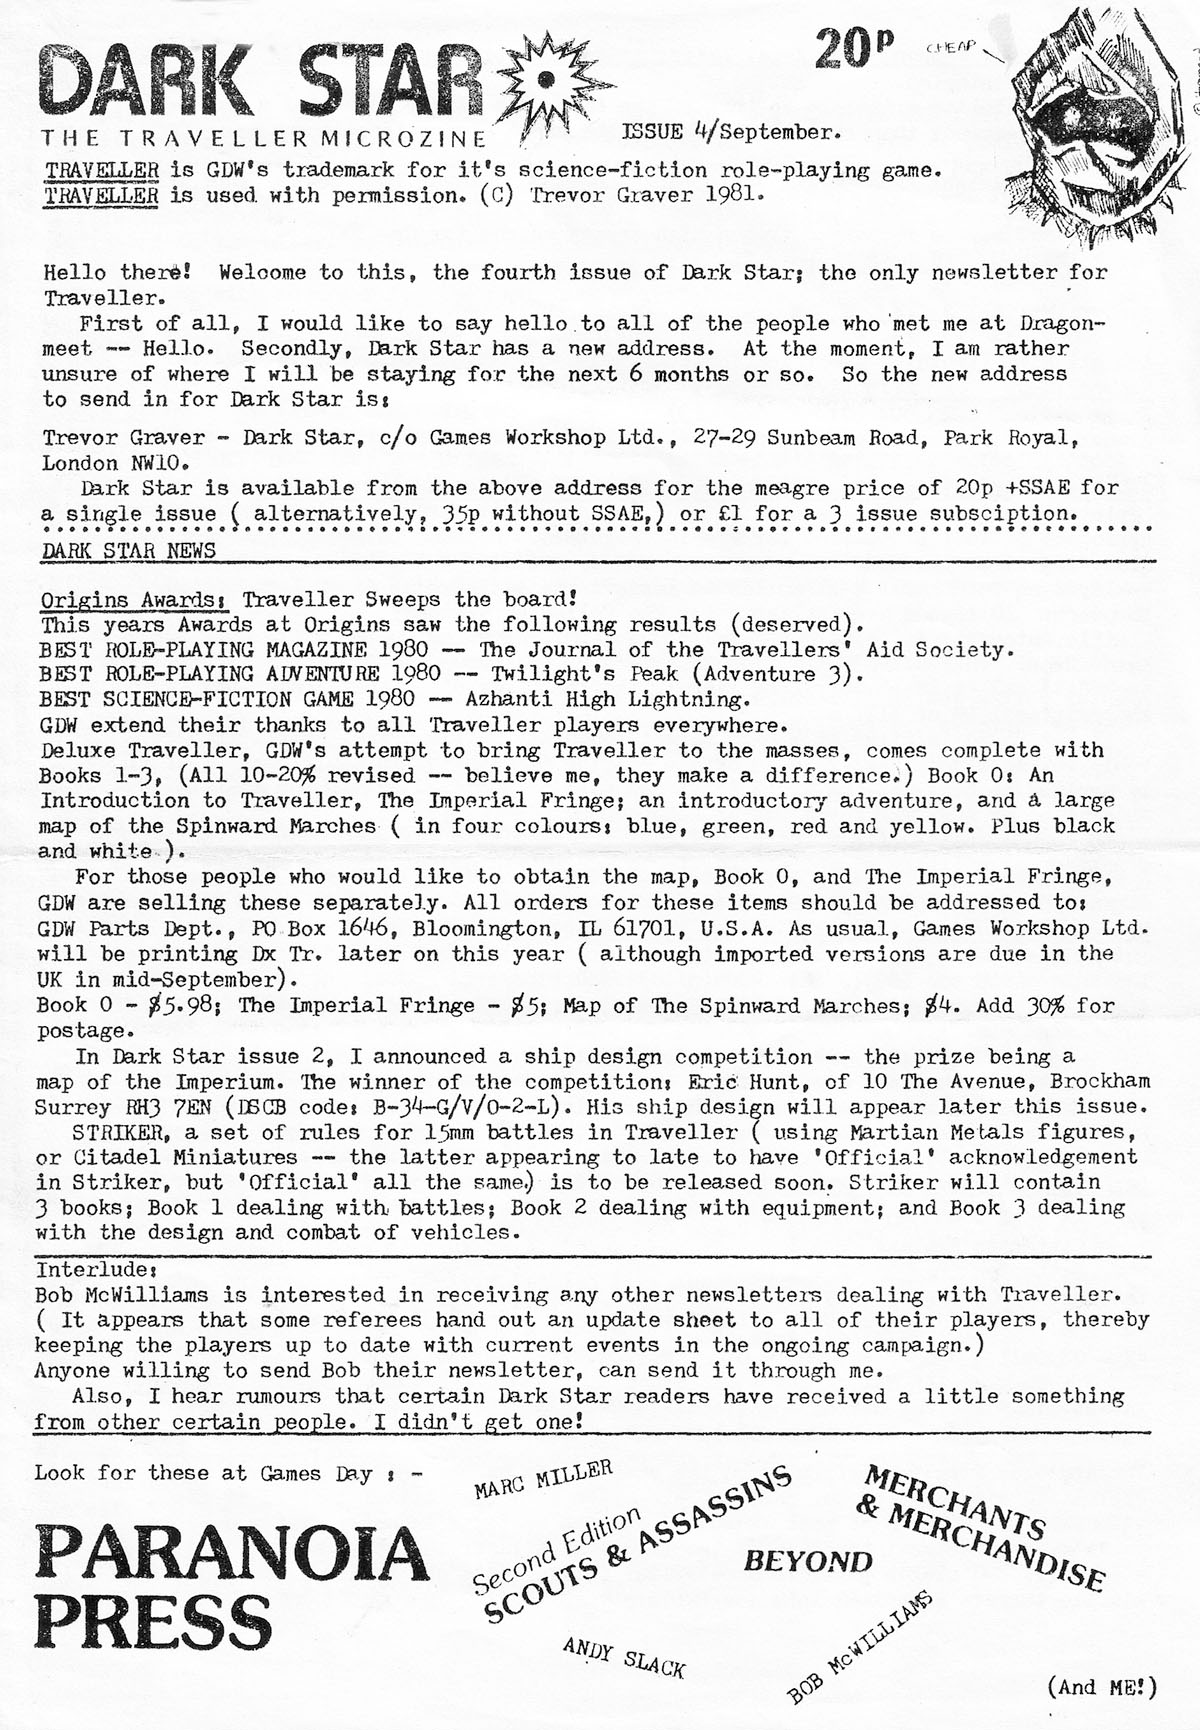 DARK STAR
20p
CHEAP
THE TRAVELLER MICROZINE
ISSUE 4/September.
TRAVELLER is GDW's trademark for it's science-fiction role-playing game.
TRAVELLER is used with permission. (C) Trevor Graver 1981.
Hello there! Welcome to this, the fourth issue of Dark Star; the only newsletter for
Traveller.
First of all, I would like to say hello to all of the people who met me at Dragon-
meet -- Hello. Secondly, Dark Star has a new address. At the moment, I am rather
unsure of where I will be staying for the next 6 months or so. So the new address
to send in for Dark Star is:
Trevor Graver - Dark Star, c/o Games Workshop Ltd., 27-29 Sunbeam Road, Park Royal,
London NW10.
Dark Star is available from the above address for the meagre price of 20p +SSAE for
a single issue ( alternatively, 35p without SSAE,) or £1 for a 3 issue subsciption.
DARK STAR NEWS
Origins Awards: Traveller Sweeps the board!
This years Awards at Origins saw the following results (deserved).
BEST ROLE-PLAYING MAGAZINE 1980 -- The Journal of the Travellers' Aid Society.
BEST ROLE-PLAYING ADVENTURE 1980 -- Twilight's Peak (Adventure 3).
BEST SCIENCE-FICTION GAME 1980 -- Azhanti High Lightning.
GDW extend their thanks to all Traveller players everywhere.
Deluxe Traveller, GDW's attempt to bring Traveller to the masses, comes complete with
Books 1-3, (All 10-20% revised -- believe me, they make a difference.) Book 0: An
Introduction to Traveller, The Imperial Fringe; an introductory adventure, and a large
map of the Spinward Marches ( in four colours: blue, green, red and yellow. Plus black
and white ).
For those people who would like to obtain the map, Book 0, and The Imperial Fringe,
GDW are selling these separately. All orders for these items should be addressed to:
GDW Parts Dept., PO Box 1646, Bloomington, IL 61701, U.S.A. As usual, Games Workshop Ltd.
will be printing Dx Tr. later on this year ( although imported versions are due in the
UK in mid-September).
Book 0 - $5.98; The Imperial Fringe - $5; Map of The Spinward Marches; $4. Add 30% for
postage.
In Dark Star issue 2, I announced a ship design competition -- the prize being a
map of the Imperium. The winner of the competition: Eric Hunt, of 10 The Avenue, Brockham
Surrey RH3 7EN (DSCB code: B-34-G/V/0-2-L). His ship design will appear later this issue.
STRIKER, a set of rules for 15mm battles in Traveller ( using Martian Metals figures,
or Citadel Miniatures -- the latter appearing to late to have 'Official' acknowledgement
in Striker, but 'Official' all the same.) is to be released soon. Striker will contain
3 books; Book 1 dealing with battles; Book 2 dealing with equipment; and Book 3 dealing
with the design and combat of vehicles.
Interlude:
Bob McWilliams is interested in receiving any other newsletters dealing with Traveller.
( It appears that some referees hand out an update sheet to all of their players, thereby
keeping the players up to date with current events in the ongoing campaign.)
Anyone willing to send Bob their newsletter, can send it through me.
Also, I hear rumours that certain Dark Star readers have received a little something
from other certain people. I didn't get one!
Look for these at Games Day : -
MARC MILLER
PARANOIA
PRESS
Second Edition
SCOUTS & ASSASSINS
MERCHANTS
& MERCHANDISE
BEYOND
ANDY SLACK
BOB McWILLIAMS
(And ME!)